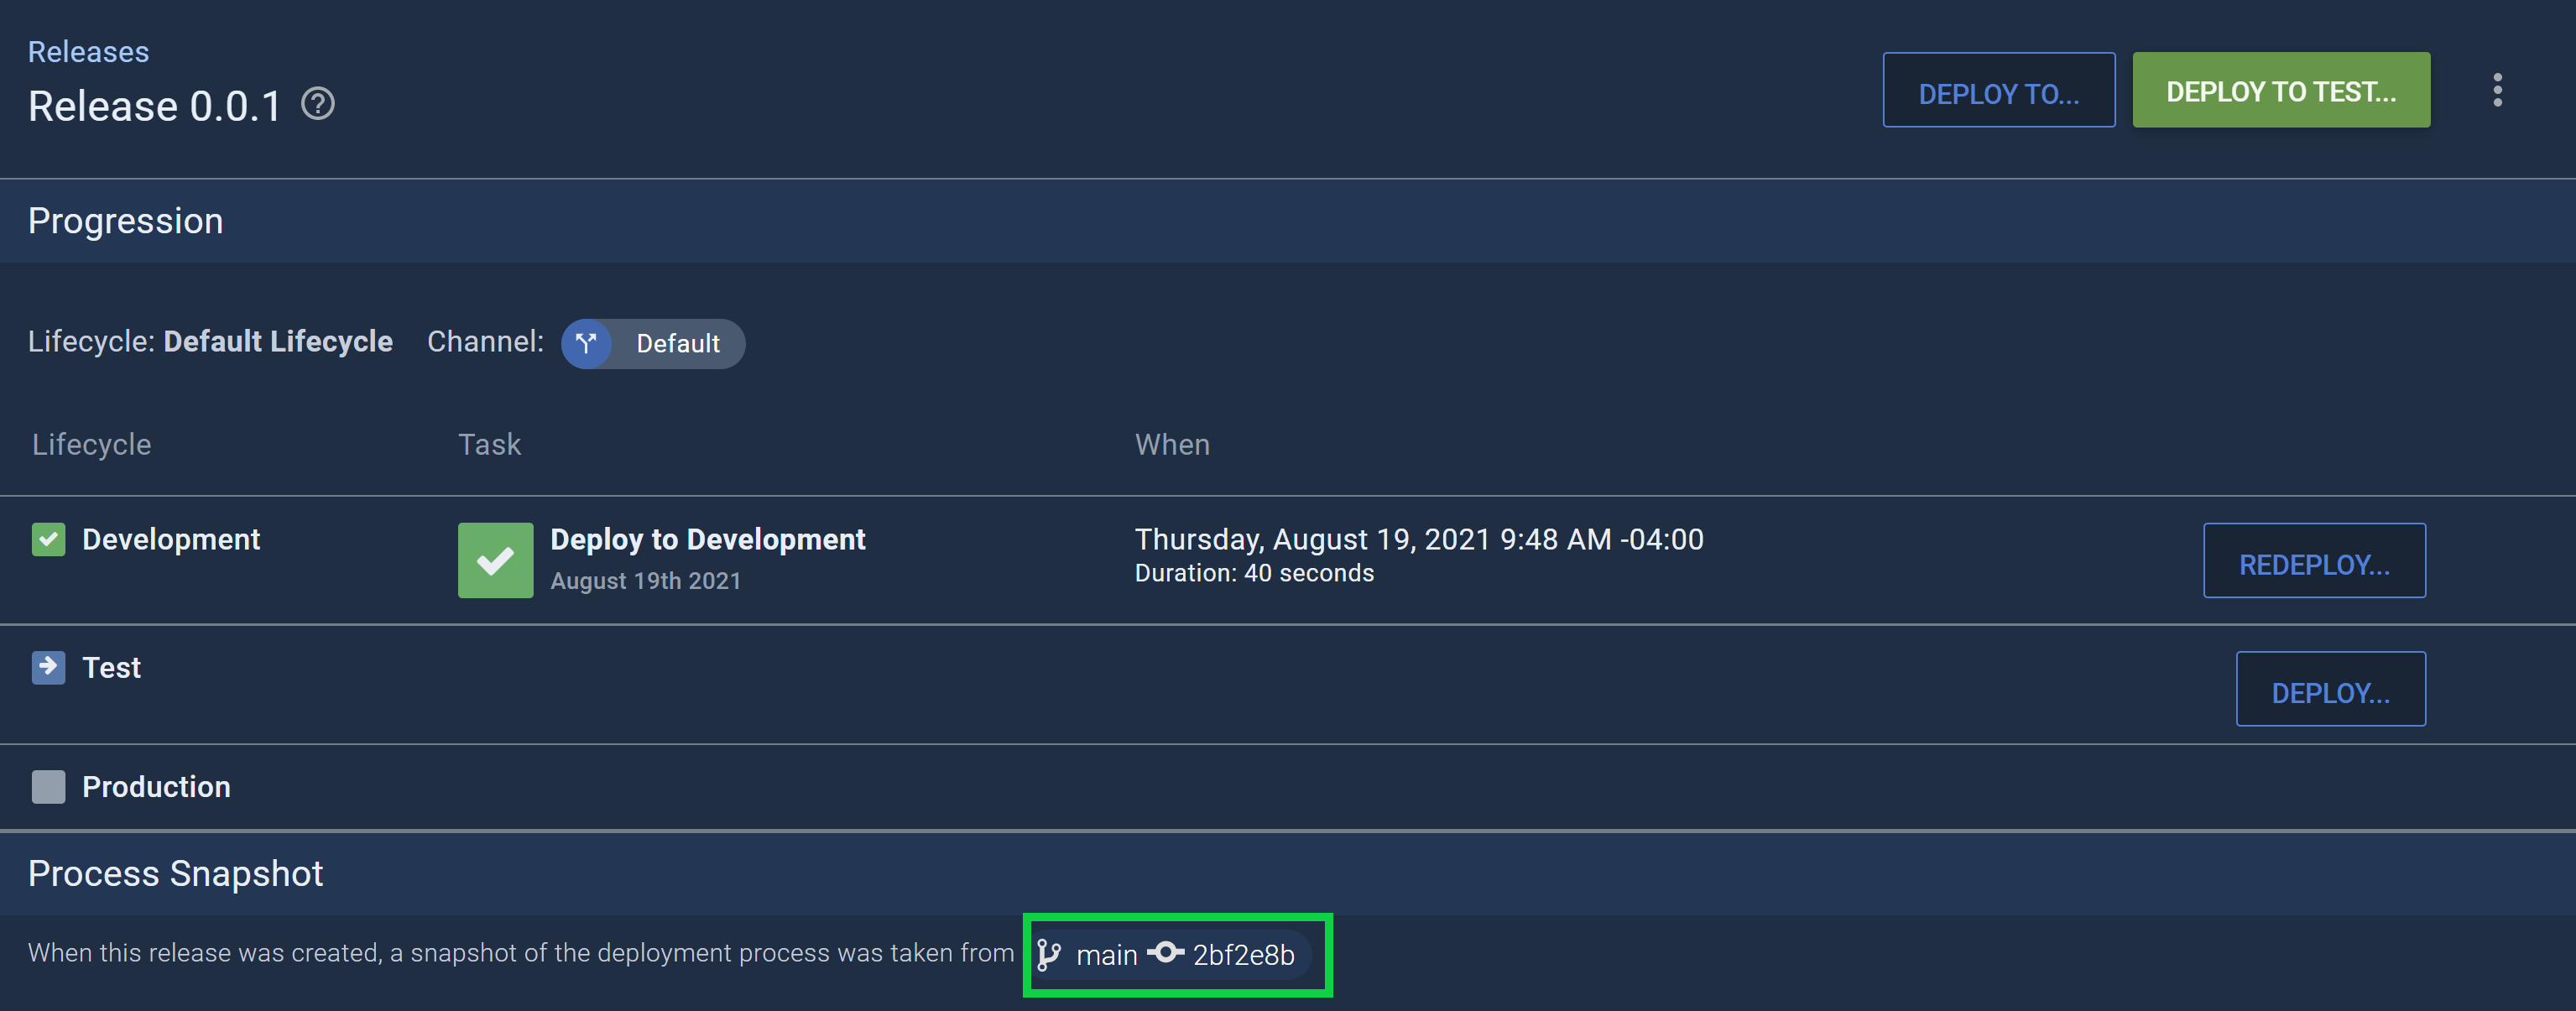 Releases
Release 0.0.1
DEPLOY TO...
DEPLOY TO TEST...
Progression
Lifecycle: Default Lifecycle Channel: Default
Lifecycle Task When
Development
Deploy to Development
August 19th 2021
Thursday, August 19, 2021 9:48 AM -04:00
Duration: 40 seconds
REDEPLOY...
Test
DEPLOY...
Production
Process Snapshot
When this release was created, a snapshot of the deployment process was taken from main 2bf2e8b